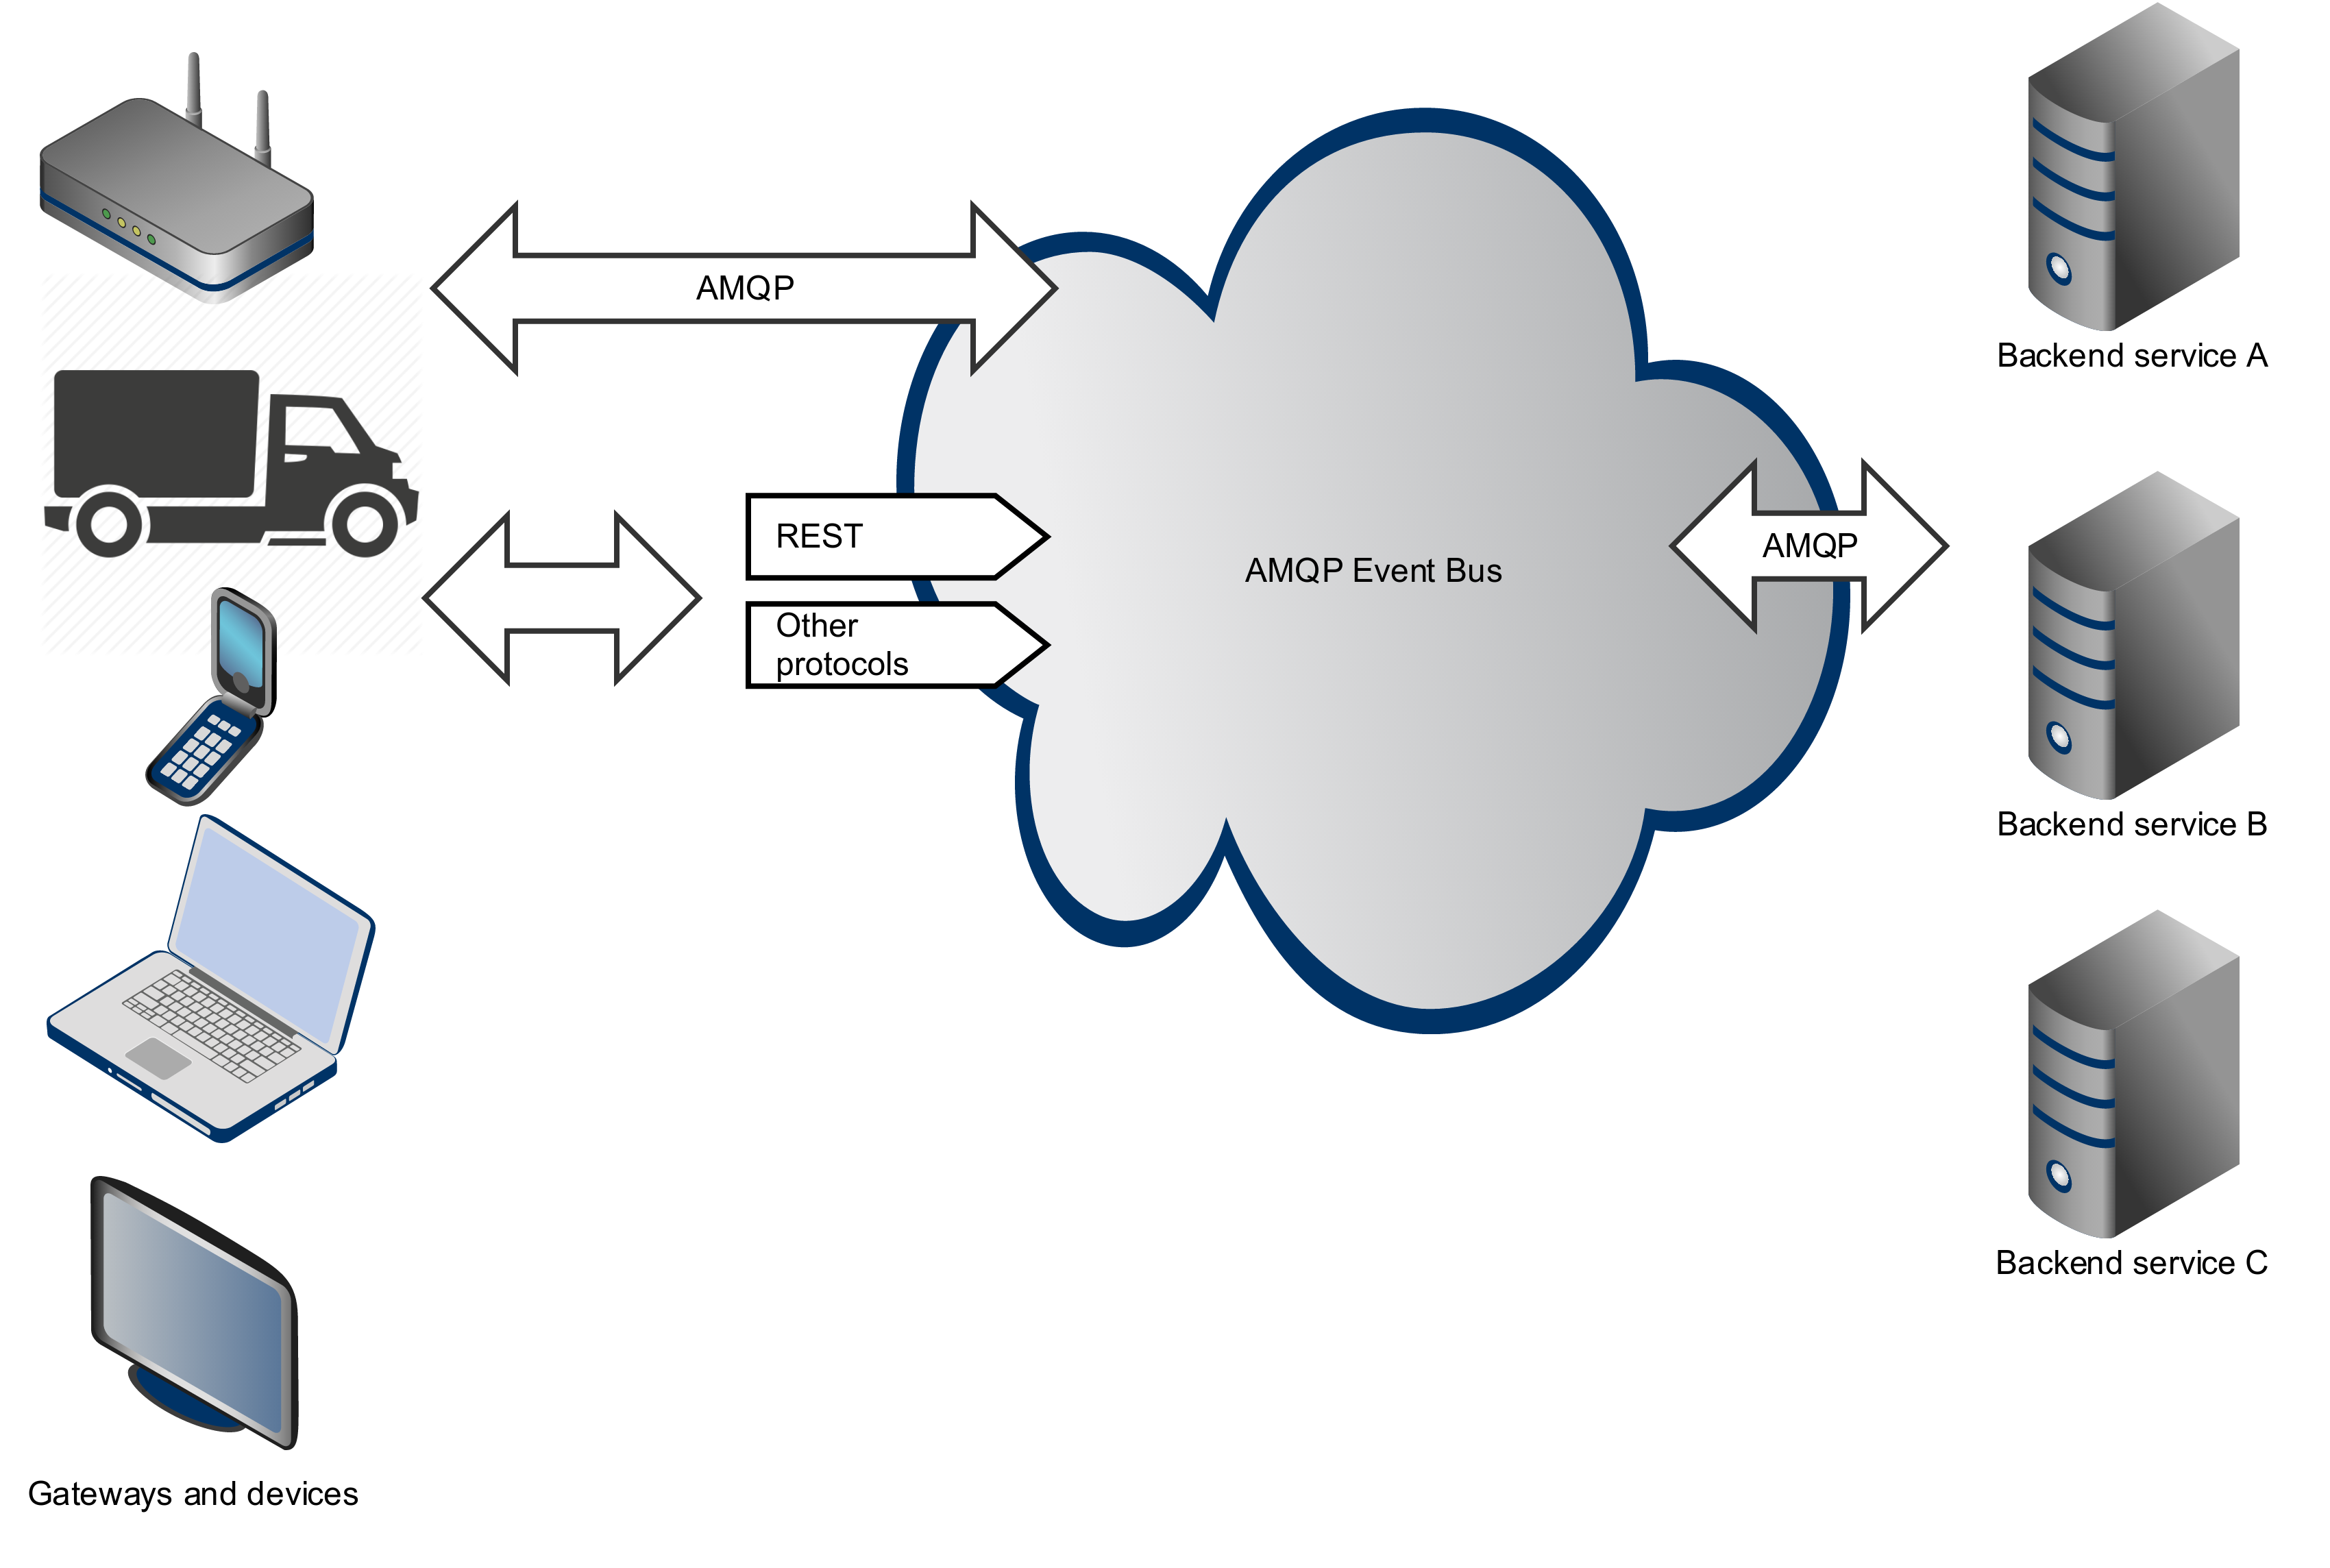 AMQP
REST
Other
protocols
AMQP Event Bus
AMQP
Backend service A
Backend service B
Backend service C
Gateways and devices